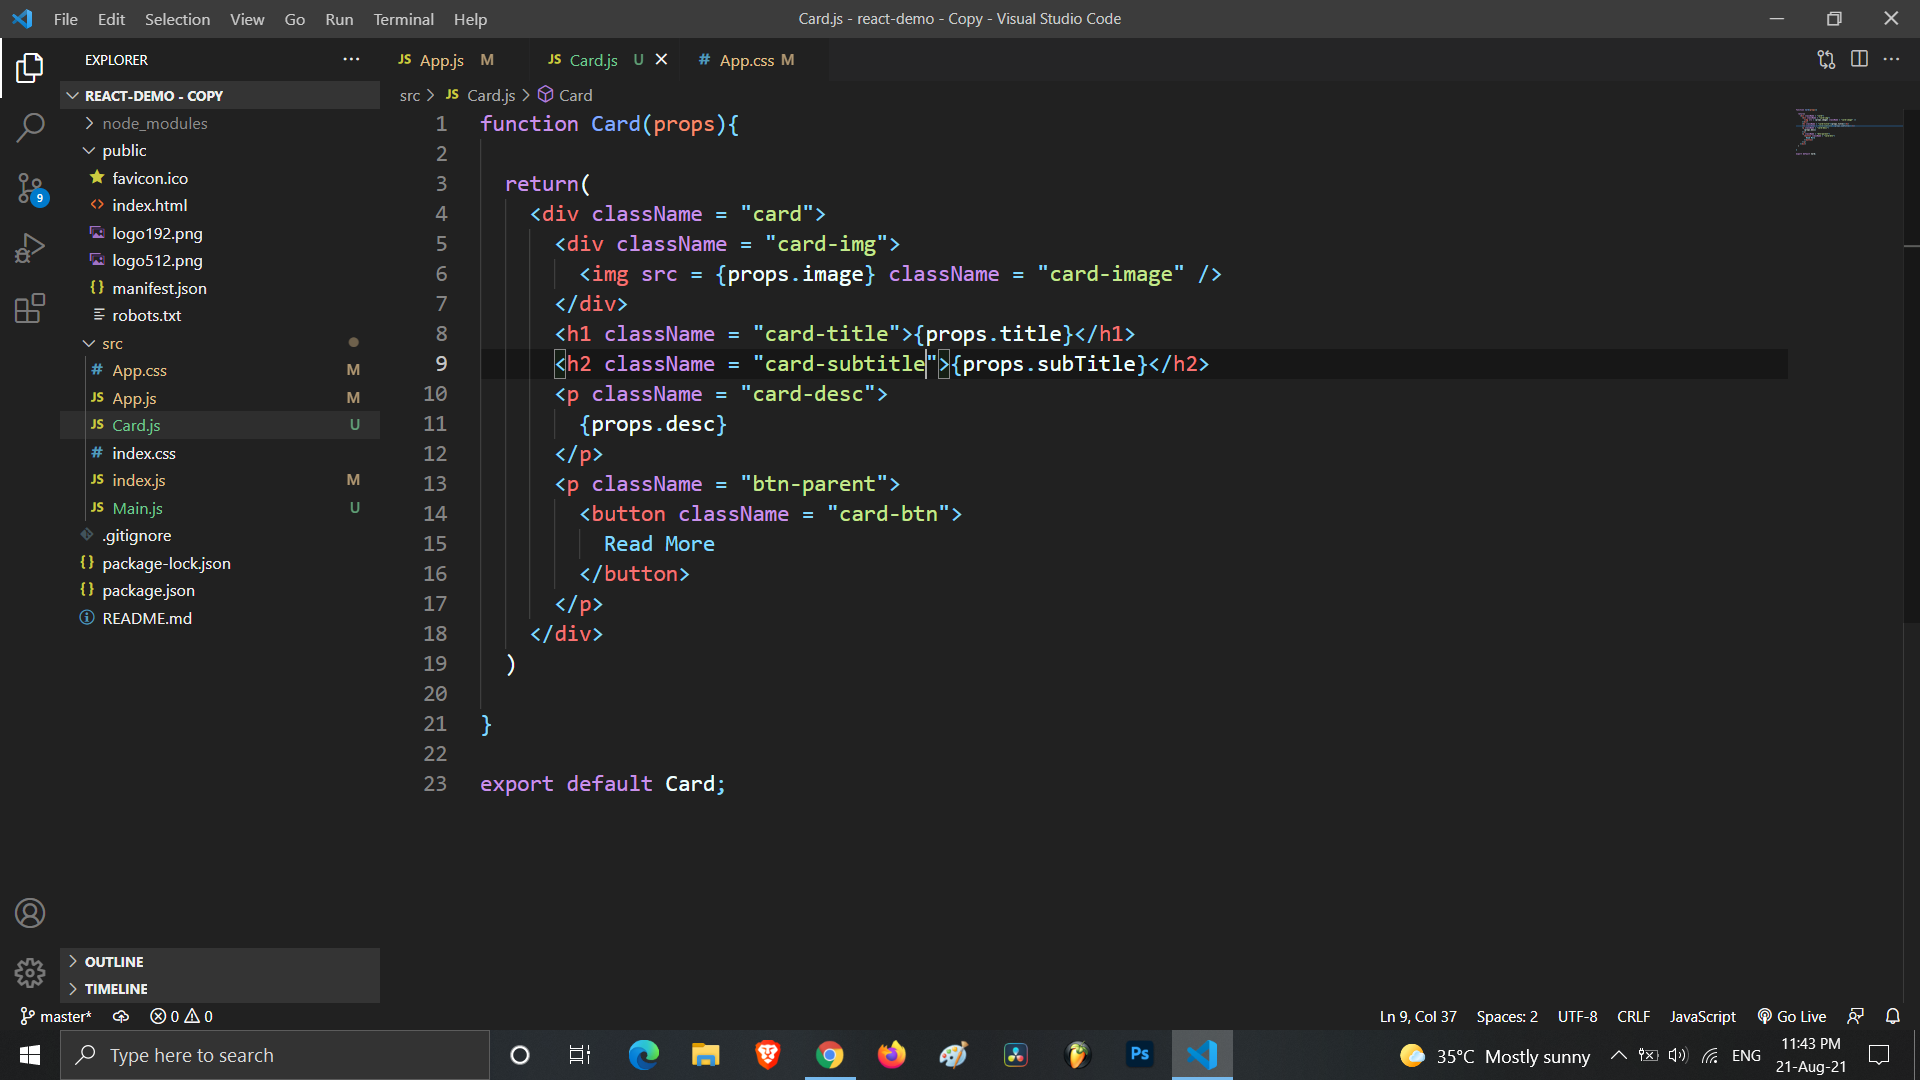 File Edit Selection View Go Run Terminal Help
Card.js - react-demo - Copy - Visual Studio Code
EXPLORER
REACT-DEMO - COPY
node_modules
public
favicon.ico
index.html
logo192.png
logo512.png
manifest.json
robots.txt
src
App.css M
App.js M
Card.js U
index.css
index.js M
Main.js U
.gitignore
package-lock.json
package.json
README.md
OUTLINE
TIMELINE
9
JS App.js M JS Card.js U # App.css M
src > JS Card.js > Card
1 function Card(props){
2
3 return(
4 <div className = "card">
5 <div className = "card-img">
6 <img src = {props.image} className = "card-image" />
7 </div>
8 <h1 className = "card-title">{props.title}</h1>
9 <h2 className = "card-subtitle">{props.subTitle}</h2>
10 <p className = "card-desc">
11 {props.desc}
12 </p>
13 <p className = "btn-parent">
14 <button className = "card-btn">
15 Read More
16 </button>
17 </p>
18 </div>
19 )
20
21 }
22
23 export default Card;
master* 0 0
Ln 9, Col 37 Spaces: 2 UTF-8 CRLF JavaScript Go Live
Type here to search
Ps
35°C Mostly sunny ENG
11:43 PM
21-Aug-21